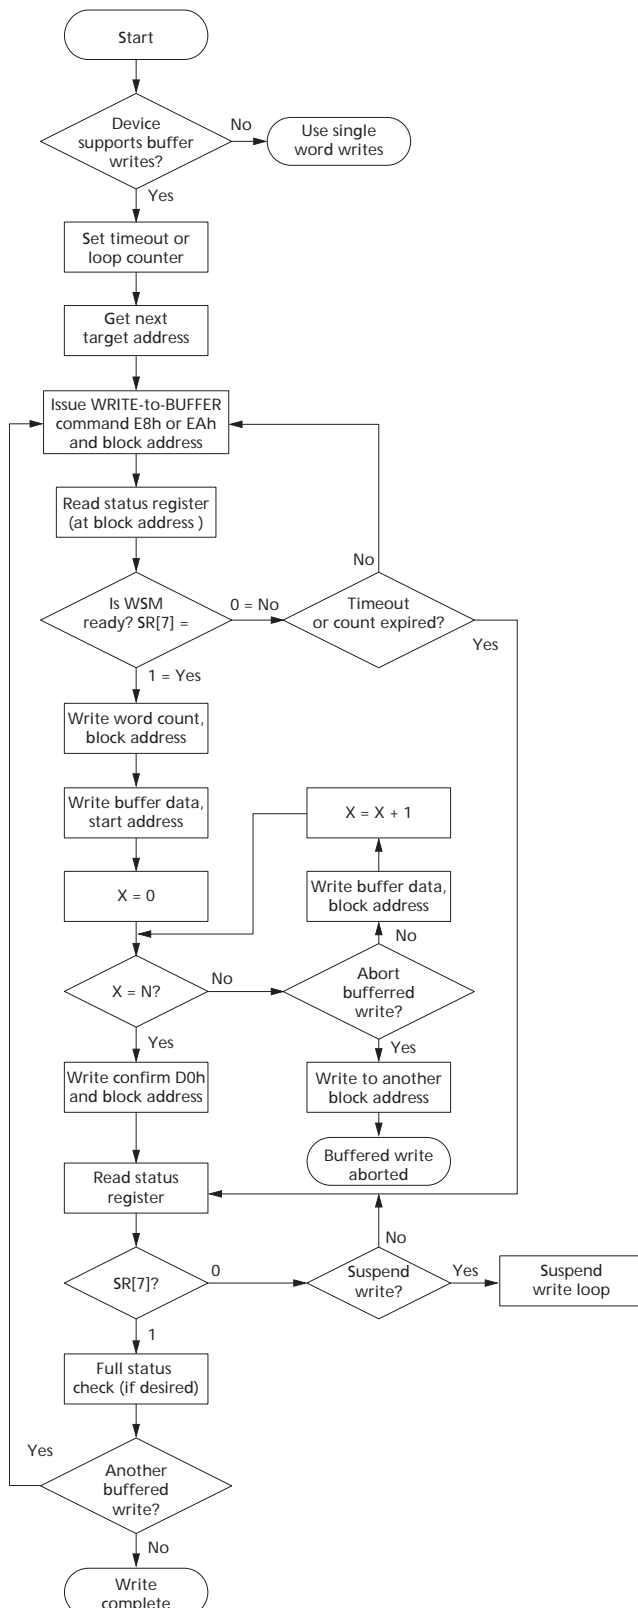 Start
Device
supports buffer
writes?
No
Use single
word writes
Yes
Set timeout or
loop counter
Get next
target address
Issue WRITE-to-BUFFER
command E8h or EAh
and block address
Read status register
(at block address )
No
Is WSM
ready? SR[7] =
0 = No
Timeout
or count expired?
Yes
1 = Yes
Write word count,
block address
Write buffer data,
start address
X = X + 1
X = 0
Write buffer data,
block address
No
X = N?
No
Abort
bufferred
write?
Yes
Yes
Write confirm D0h
and block address
Write to another
block address
Buffered write
aborted
Read status
register
No
SR[7]?
0
Suspend
write?
Yes
Suspend
write loop
1
Full status
check (if desired)
Yes
Another
buffered
write?
No
Write
complete